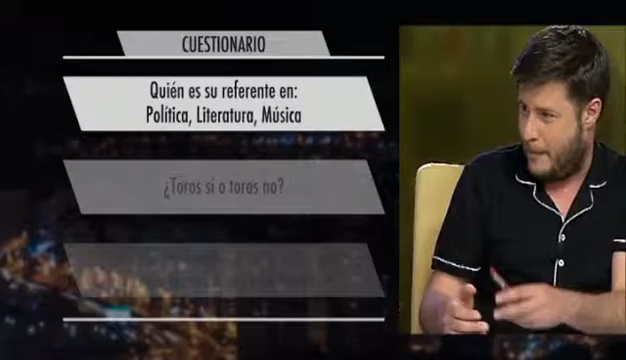 CUESTIONARIO
Quién es su referente en:
Política, Literatura, Música
¿Toros sí o toros no?